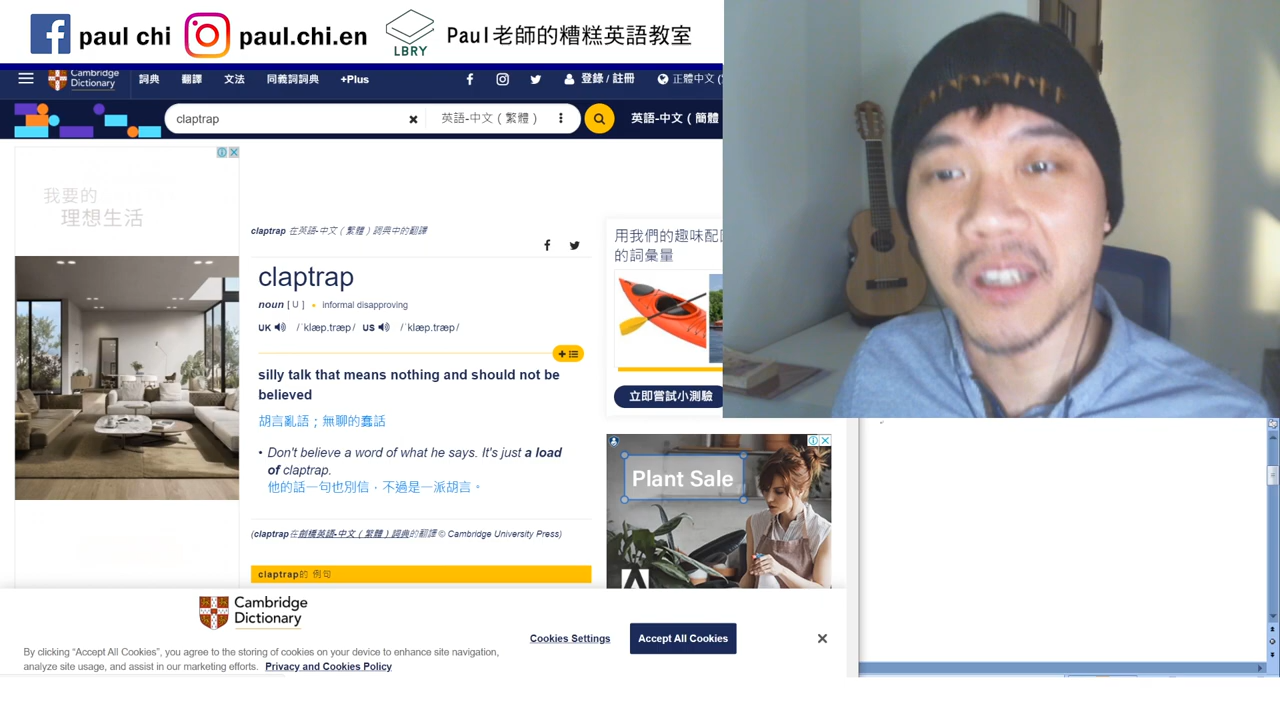 paul chi
paul.chi.en
LBRY
Paul老師的糟糕英語教室
Cambridge Dictionary
詞典
翻譯
文法
同義詞詞典
+Plus
登錄 / 註冊
正體中文
claptrap
英語-中文（繁體）
英語-中文（簡體
我要的
理想生活
claptrap 在英語-中文（繁體）詞典中的翻譯
claptrap
noun [ U ] • informal disapproving
UK /ˈklæp.træp/ US /ˈklæp.træp/
silly talk that means nothing and should not be
believed
胡言亂語；無聊的蠢話
• Don't believe a word of what he says. It's just a load
of claptrap.
他的話一句也別信，不過是一派胡言。
(claptrap在劍橋英語-中文（繁體）詞典的翻譯 © Cambridge University Press)
claptrap的 例句
用我們的趣味配
的詞彙量
立即嘗試小測驗
Plant Sale
Cambridge
Dictionary
By clicking “Accept All Cookies”, you agree to the storing of cookies on your device to enhance site navigation,
analyze site usage, and assist in our marketing efforts. Privacy and Cookies Policy
Cookies Settings
Accept All Cookies